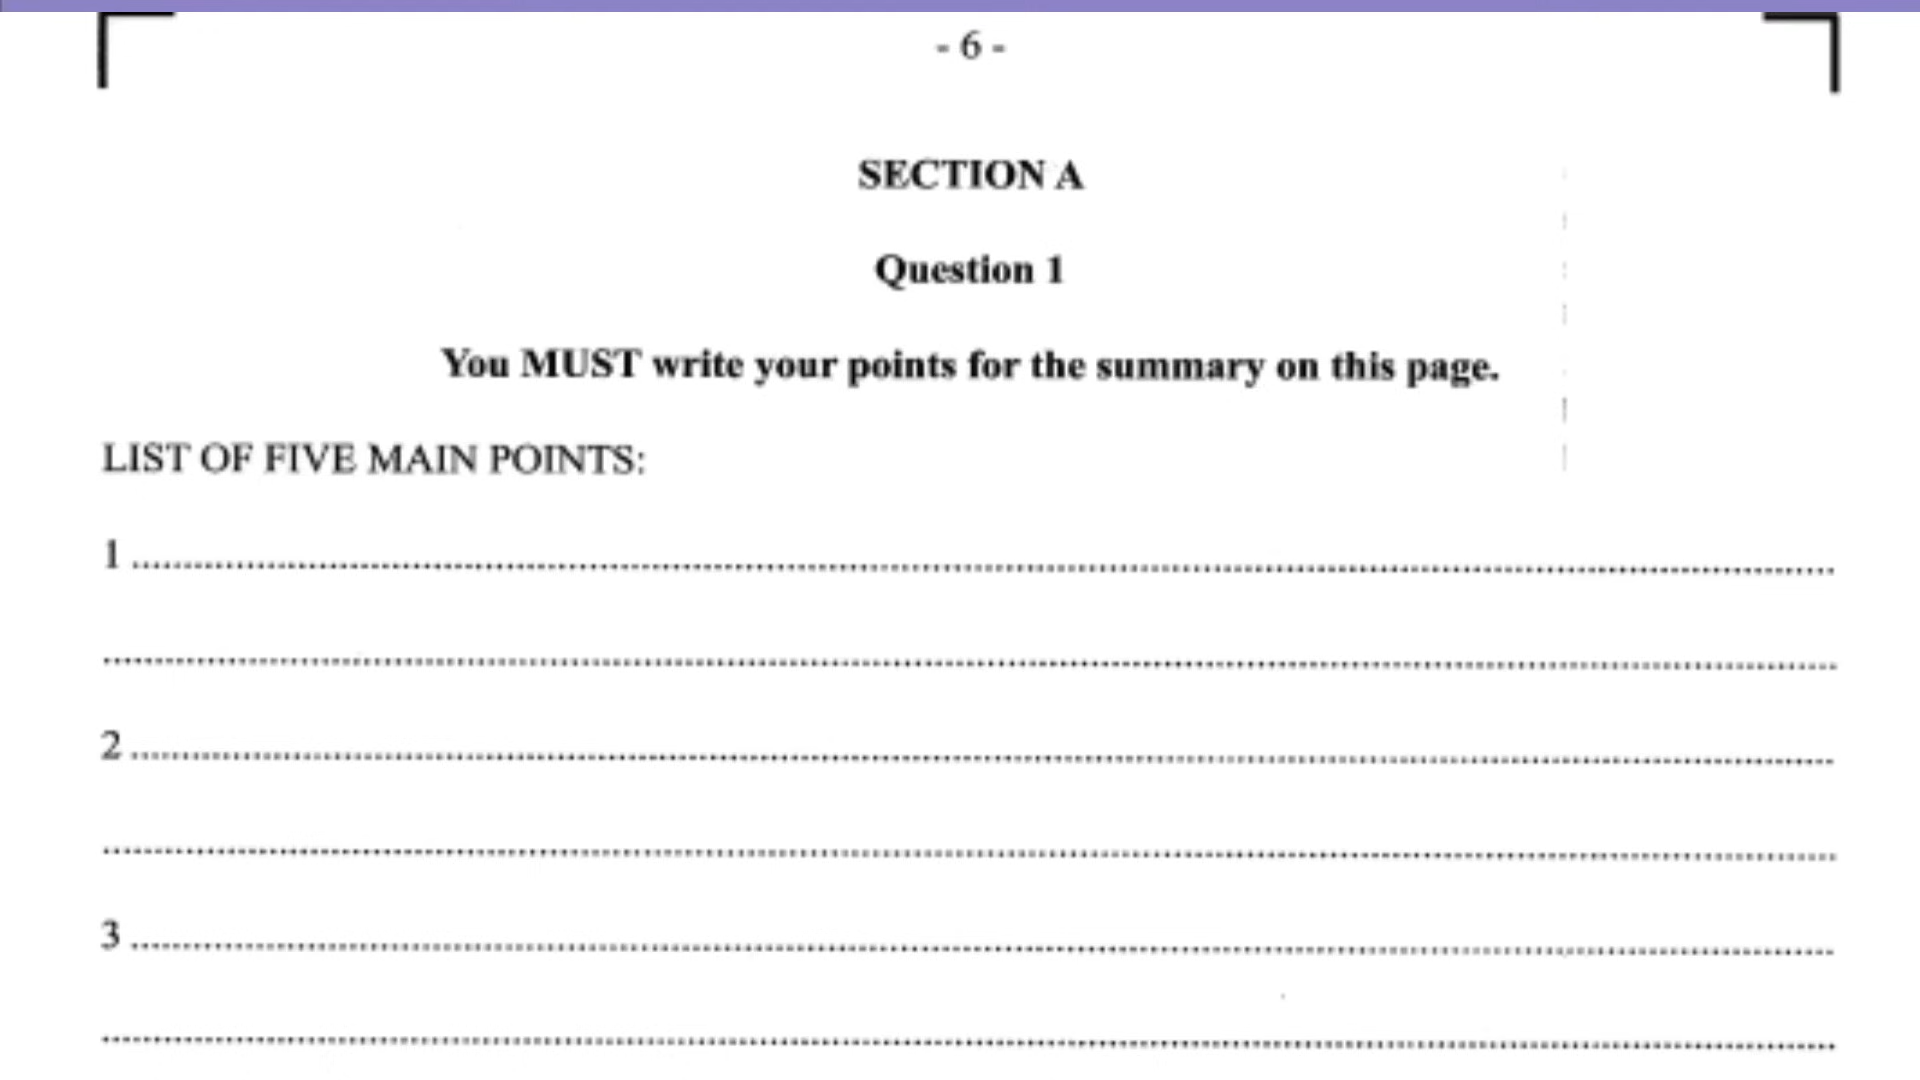 - 6 -
SECTION A
Question 1
You MUST write your points for the summary on this page.
LIST OF FIVE MAIN POINTS:
1 ..........................................................................................
..........................................................................................
2 ..........................................................................................
..........................................................................................
3 ..........................................................................................
..........................................................................................